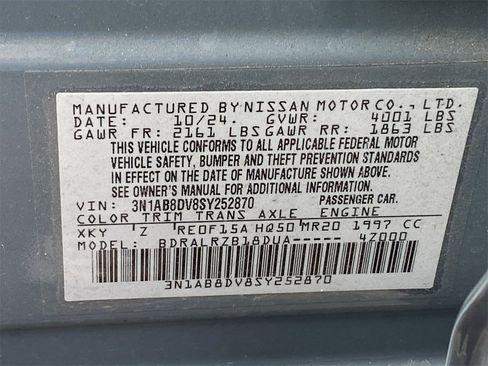 MANUFACTURED BY NISSAN MOTOR CO., LTD.
DATE: 10/24. GVWR: 4001 LBS
GAWR FR: 2161 LBS GAWR RR: 1863 LBS
THIS VEHICLE CONFORMS TO ALL APPLICABLE FEDERAL MOTOR
VEHICLE SAFETY, BUMPER AND THEFT PREVENTION STANDARDS
IN EFFECT ON THE DATE OF MANUFACTURE SHOWN ABOVE.
SEE OWNER'S MANUAL FOR ADDITIONAL INSTRUCTIONS.
VIN: 3N1AB8DV8SY252870 PASSENGER CAR.
COLOR TRIM TRANS AXLE ENGINE
XKY 'Z RE0F15A HQ50 MR20 1997 CC
MODEL: BDRALRZB18DUA----- 47000
3N1AB8DV8SY252870